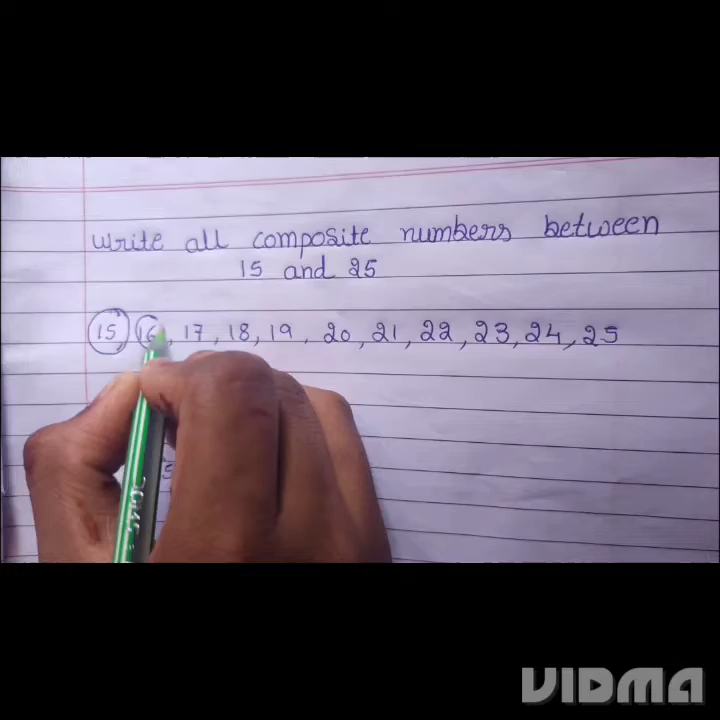 Write all composite numbers between
15 and 25
15, 16, 17, 18, 19, 20, 21, 22, 23, 24, 25
VIDMA